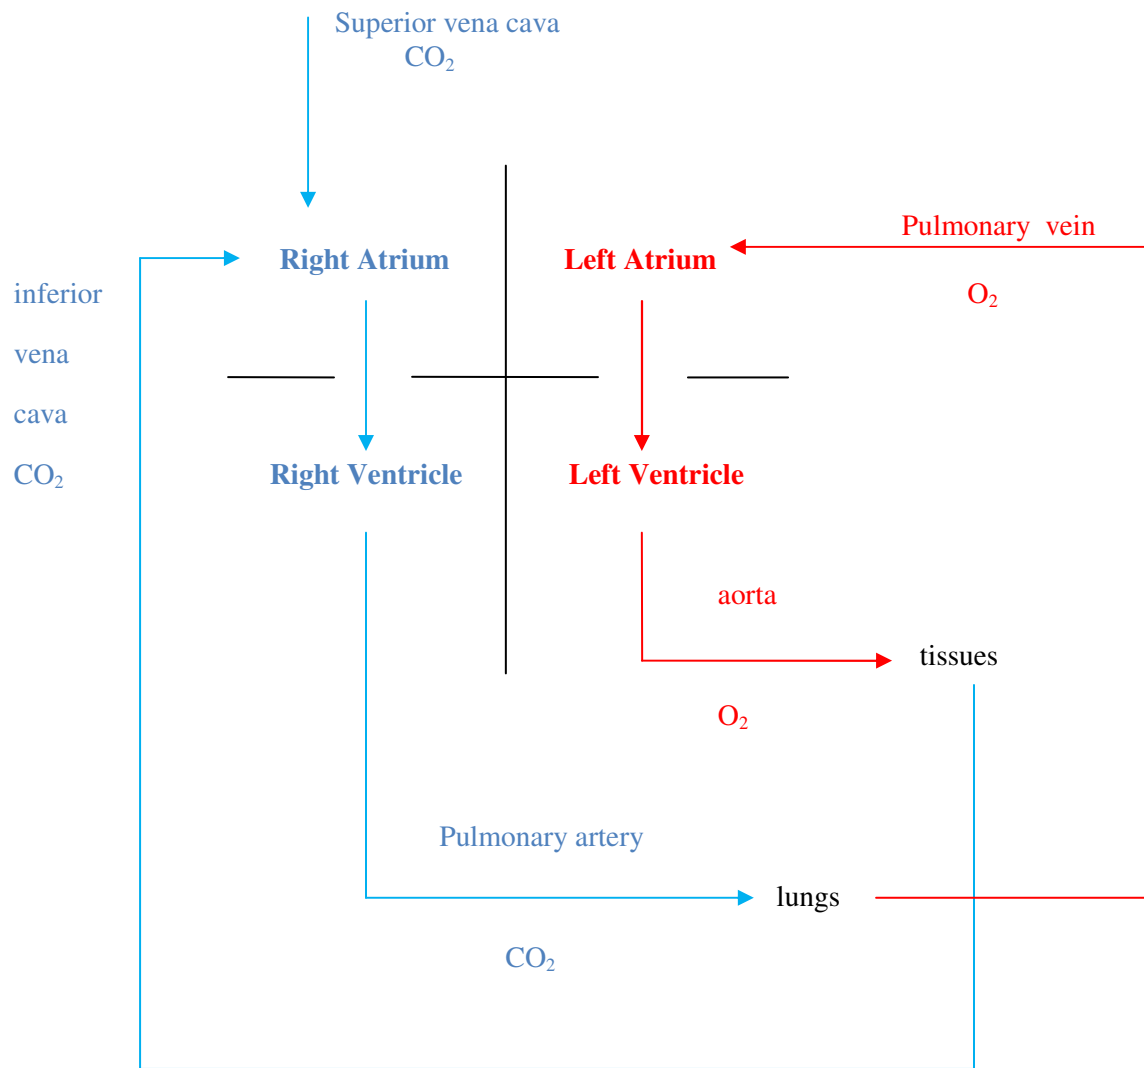 Superior vena cava
CO₂
Pulmonary vein
Right Atrium
Left Atrium
O₂
inferior
vena
cava
CO₂
Right Ventricle
Left Ventricle
aorta
tissues
O₂
Pulmonary artery
lungs
CO₂